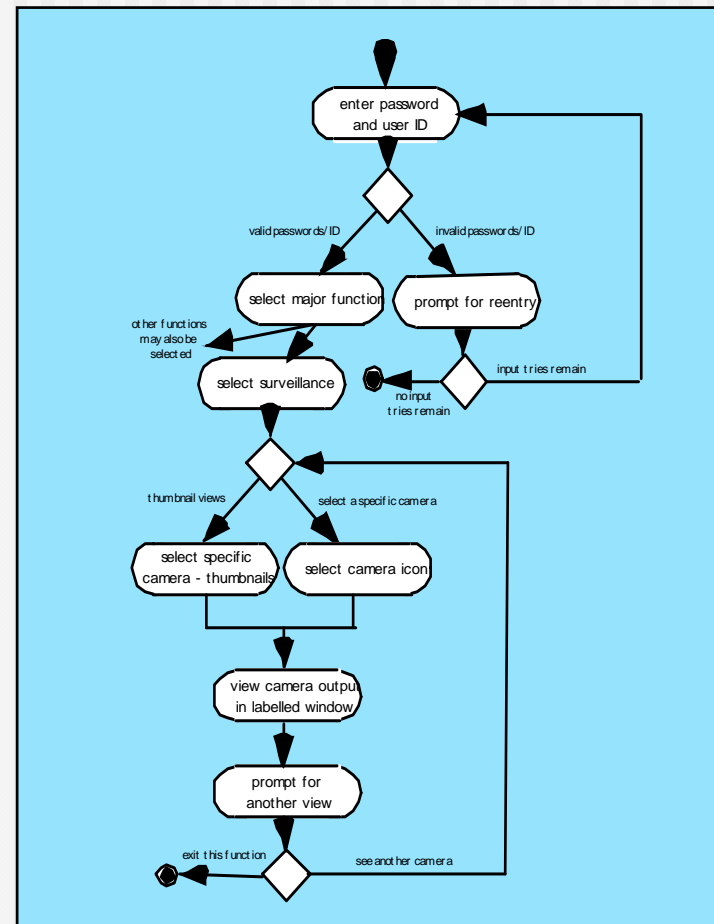 enter password
and user ID
valid passwords/ID
invalid passwords/ID
select major function
prompt for reentry
other functions
may also be
selected
input tries remain
no input
tries remain
select surveillance
thumbnail views
select a specific camera
select specific
camera - thumbnails
select camera icon
view camera output
in labelled window
prompt for
another view
exit this function
see another camera